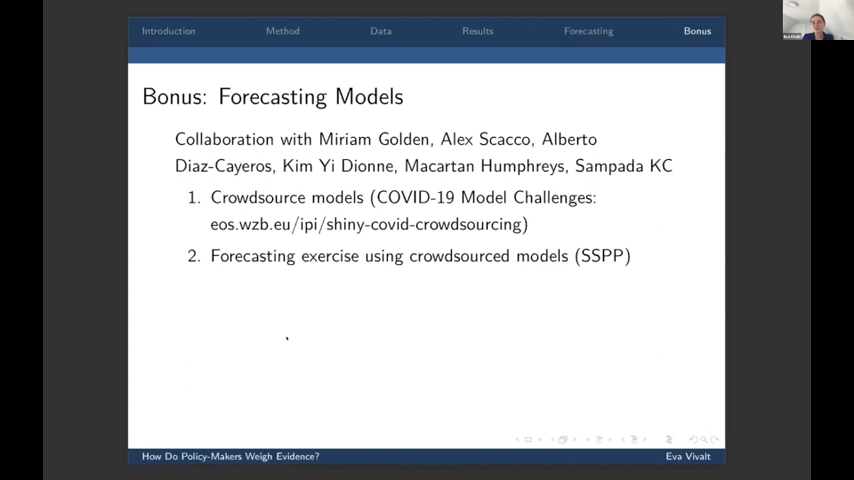 Introduction Method Data Results Forecasting Bonus
Bonus: Forecasting Models
Collaboration with Miriam Golden, Alex Scacco, Alberto
Diaz-Cayeros, Kim Yi Dionne, Macartan Humphreys, Sampada KC
1. Crowdsource models (COVID-19 Model Challenges:
eos.wzb.eu/ipi/shiny-covid-crowdsourcing)
2. Forecasting exercise using crowdsourced models (SSPP)
How Do Policy-Makers Weigh Evidence? Eva Vivalt